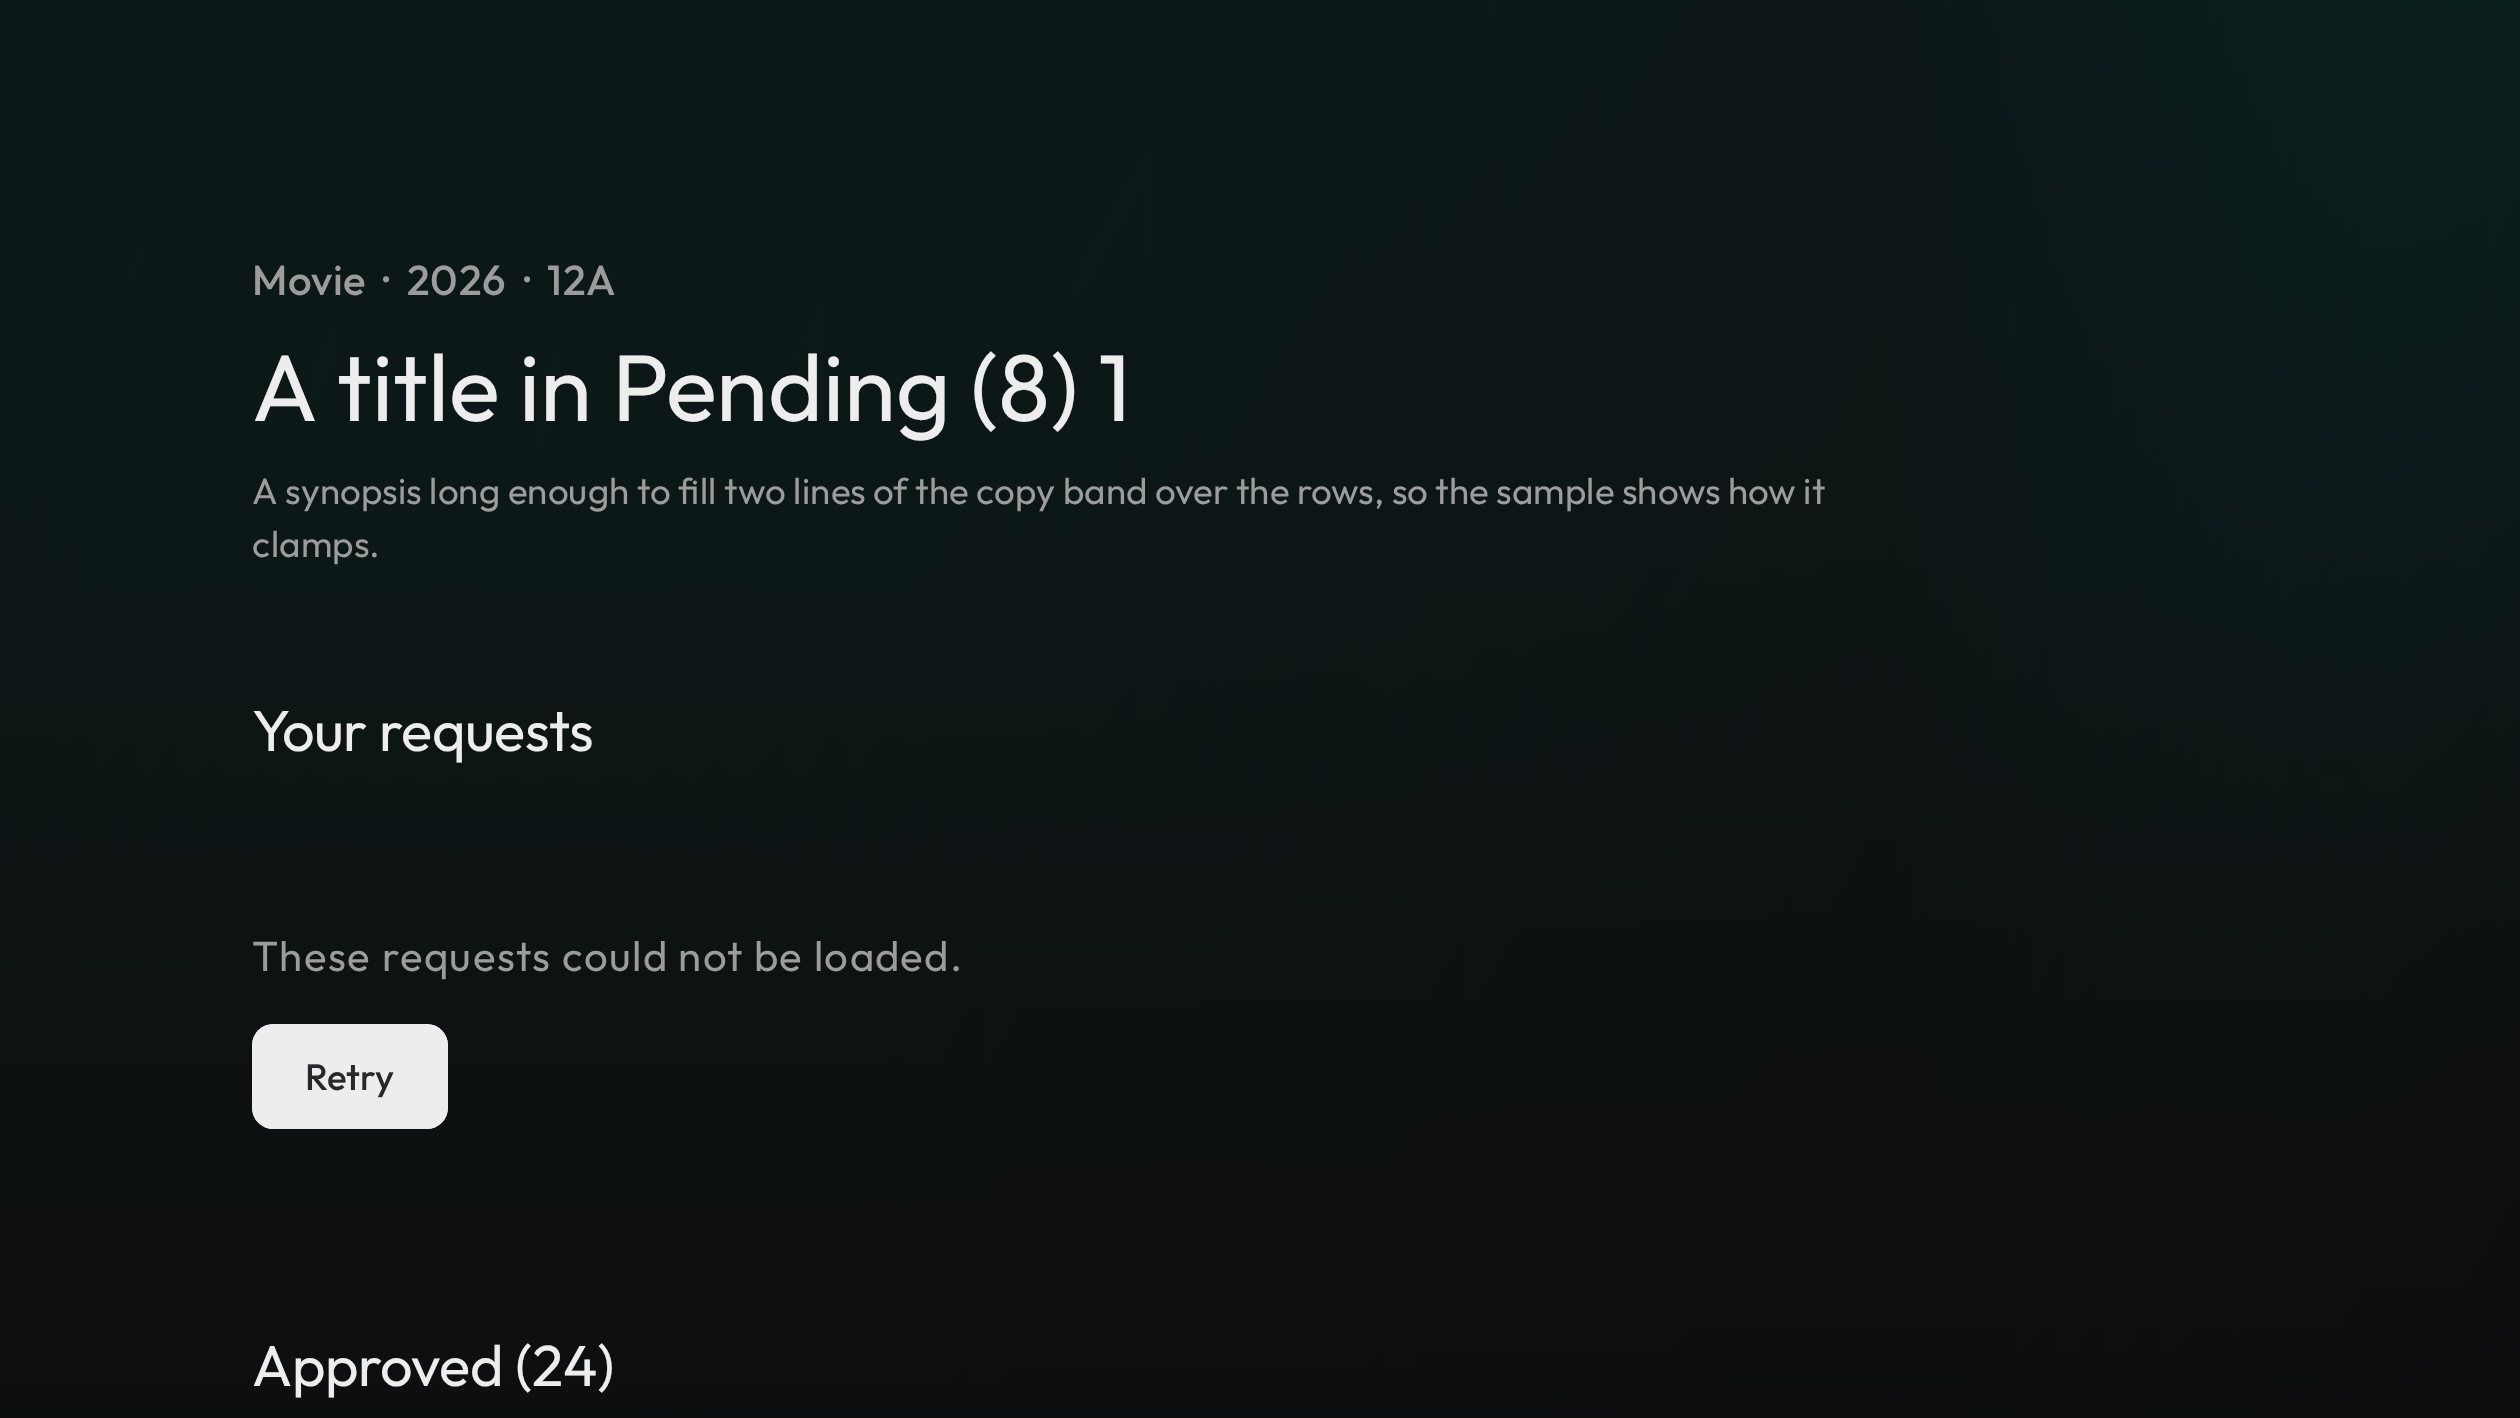 Movie · 2026 · 12A
A title in Pending (8) 1
A synopsis long enough to fill two lines of the copy band over the rows, so the sample shows how it
clamps.
Your requests
These requests could not be loaded.
Retry
Approved (24)